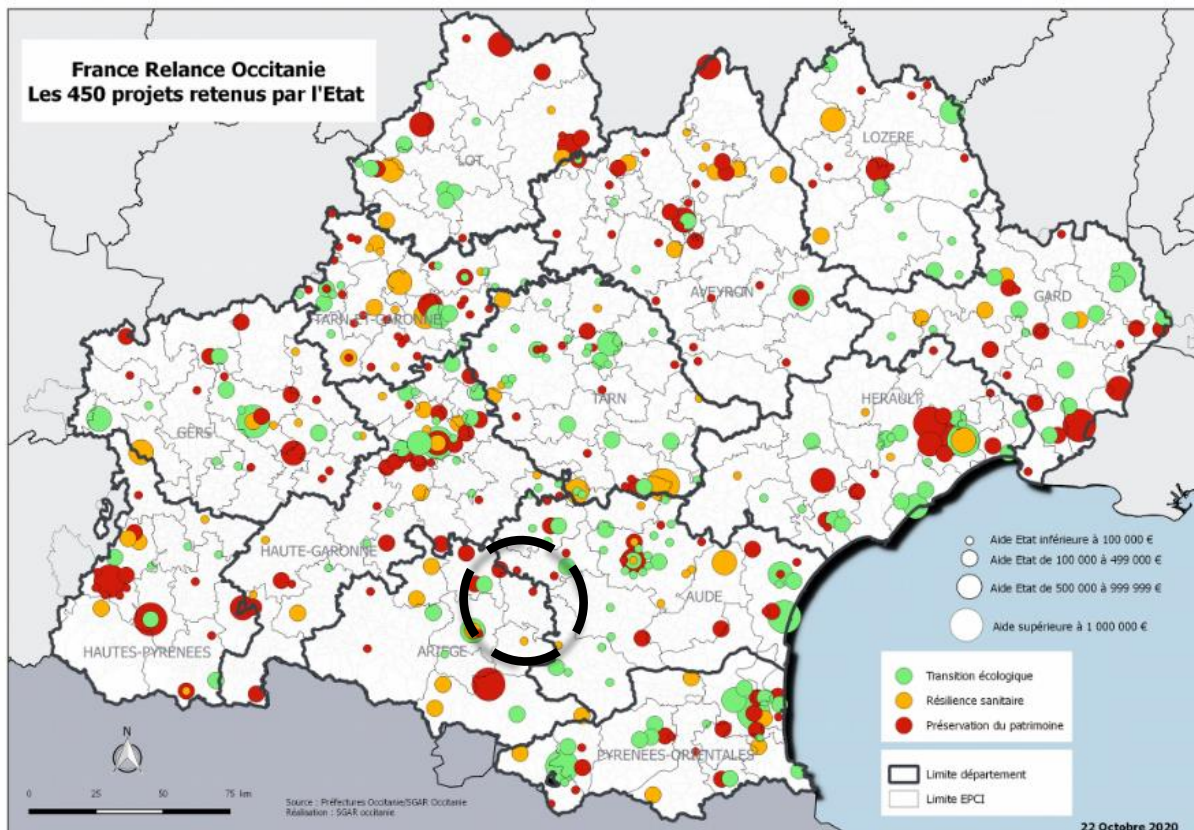 France Relance Occitanie
Les 450 projets retenus par l'Etat
LOT
LOZERE
AVEYRON
GARD
TARN-ET-GARONNE
TARN
HERAULT
GERS
HAUTE-GARONNE
AUDE
HAUTES-PYRENEES
ARIEGE
PYRENEES-ORIENTALES
Aide Etat inférieure à 100 000 €
Aide Etat de 100 000 à 499 000 €
Aide Etat de 500 000 à 999 999 €
Aide supérieure à 1 000 000 €
Transition écologique
Résilience sanitaire
Préservation du patrimoine
Limite département
Limite EPCI
N
0 25 50 75 km
Source : Préfectures Occitanie/SGAR Occitanie
Réalisation : SGAR occitanie
22 Octobre 2020